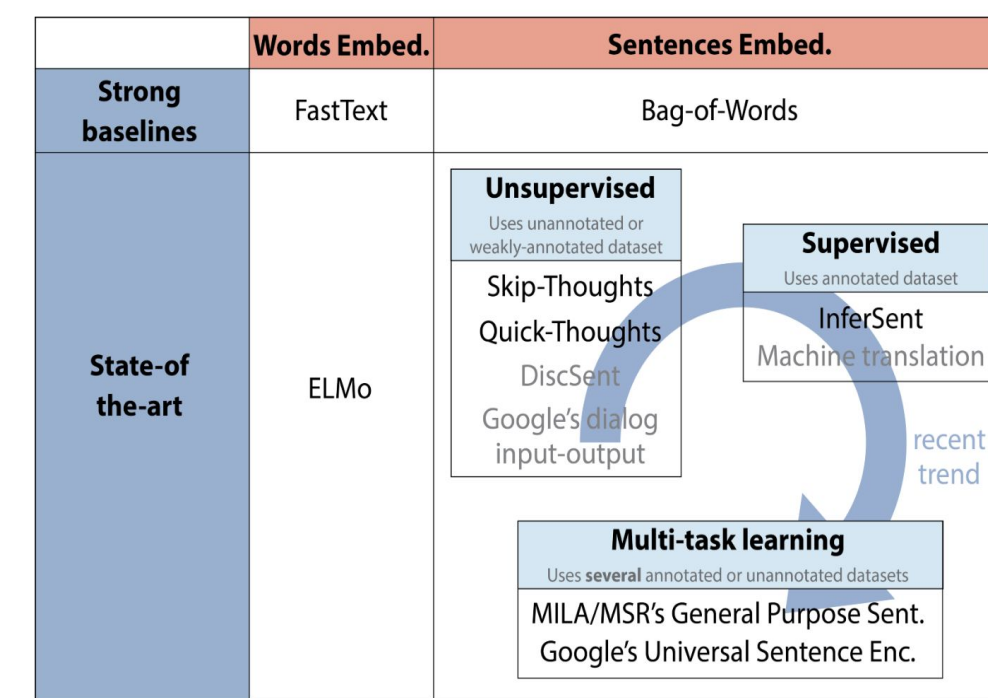 Words Embed.
Sentences Embed.
Strong
baselines
FastText
Bag-of-Words
State-of
the-art
ELMo
Unsupervised
Uses unannotated or
weakly-annotated dataset
Skip-Thoughts
Quick-Thoughts
DiscSent
Google's dialog
input-output
Supervised
Uses annotated dataset
InferSent
Machine translation
recent
trend
Multi-task learning
Uses several annotated or unannotated datasets
MILA/MSR's General Purpose Sent.
Google's Universal Sentence Enc.